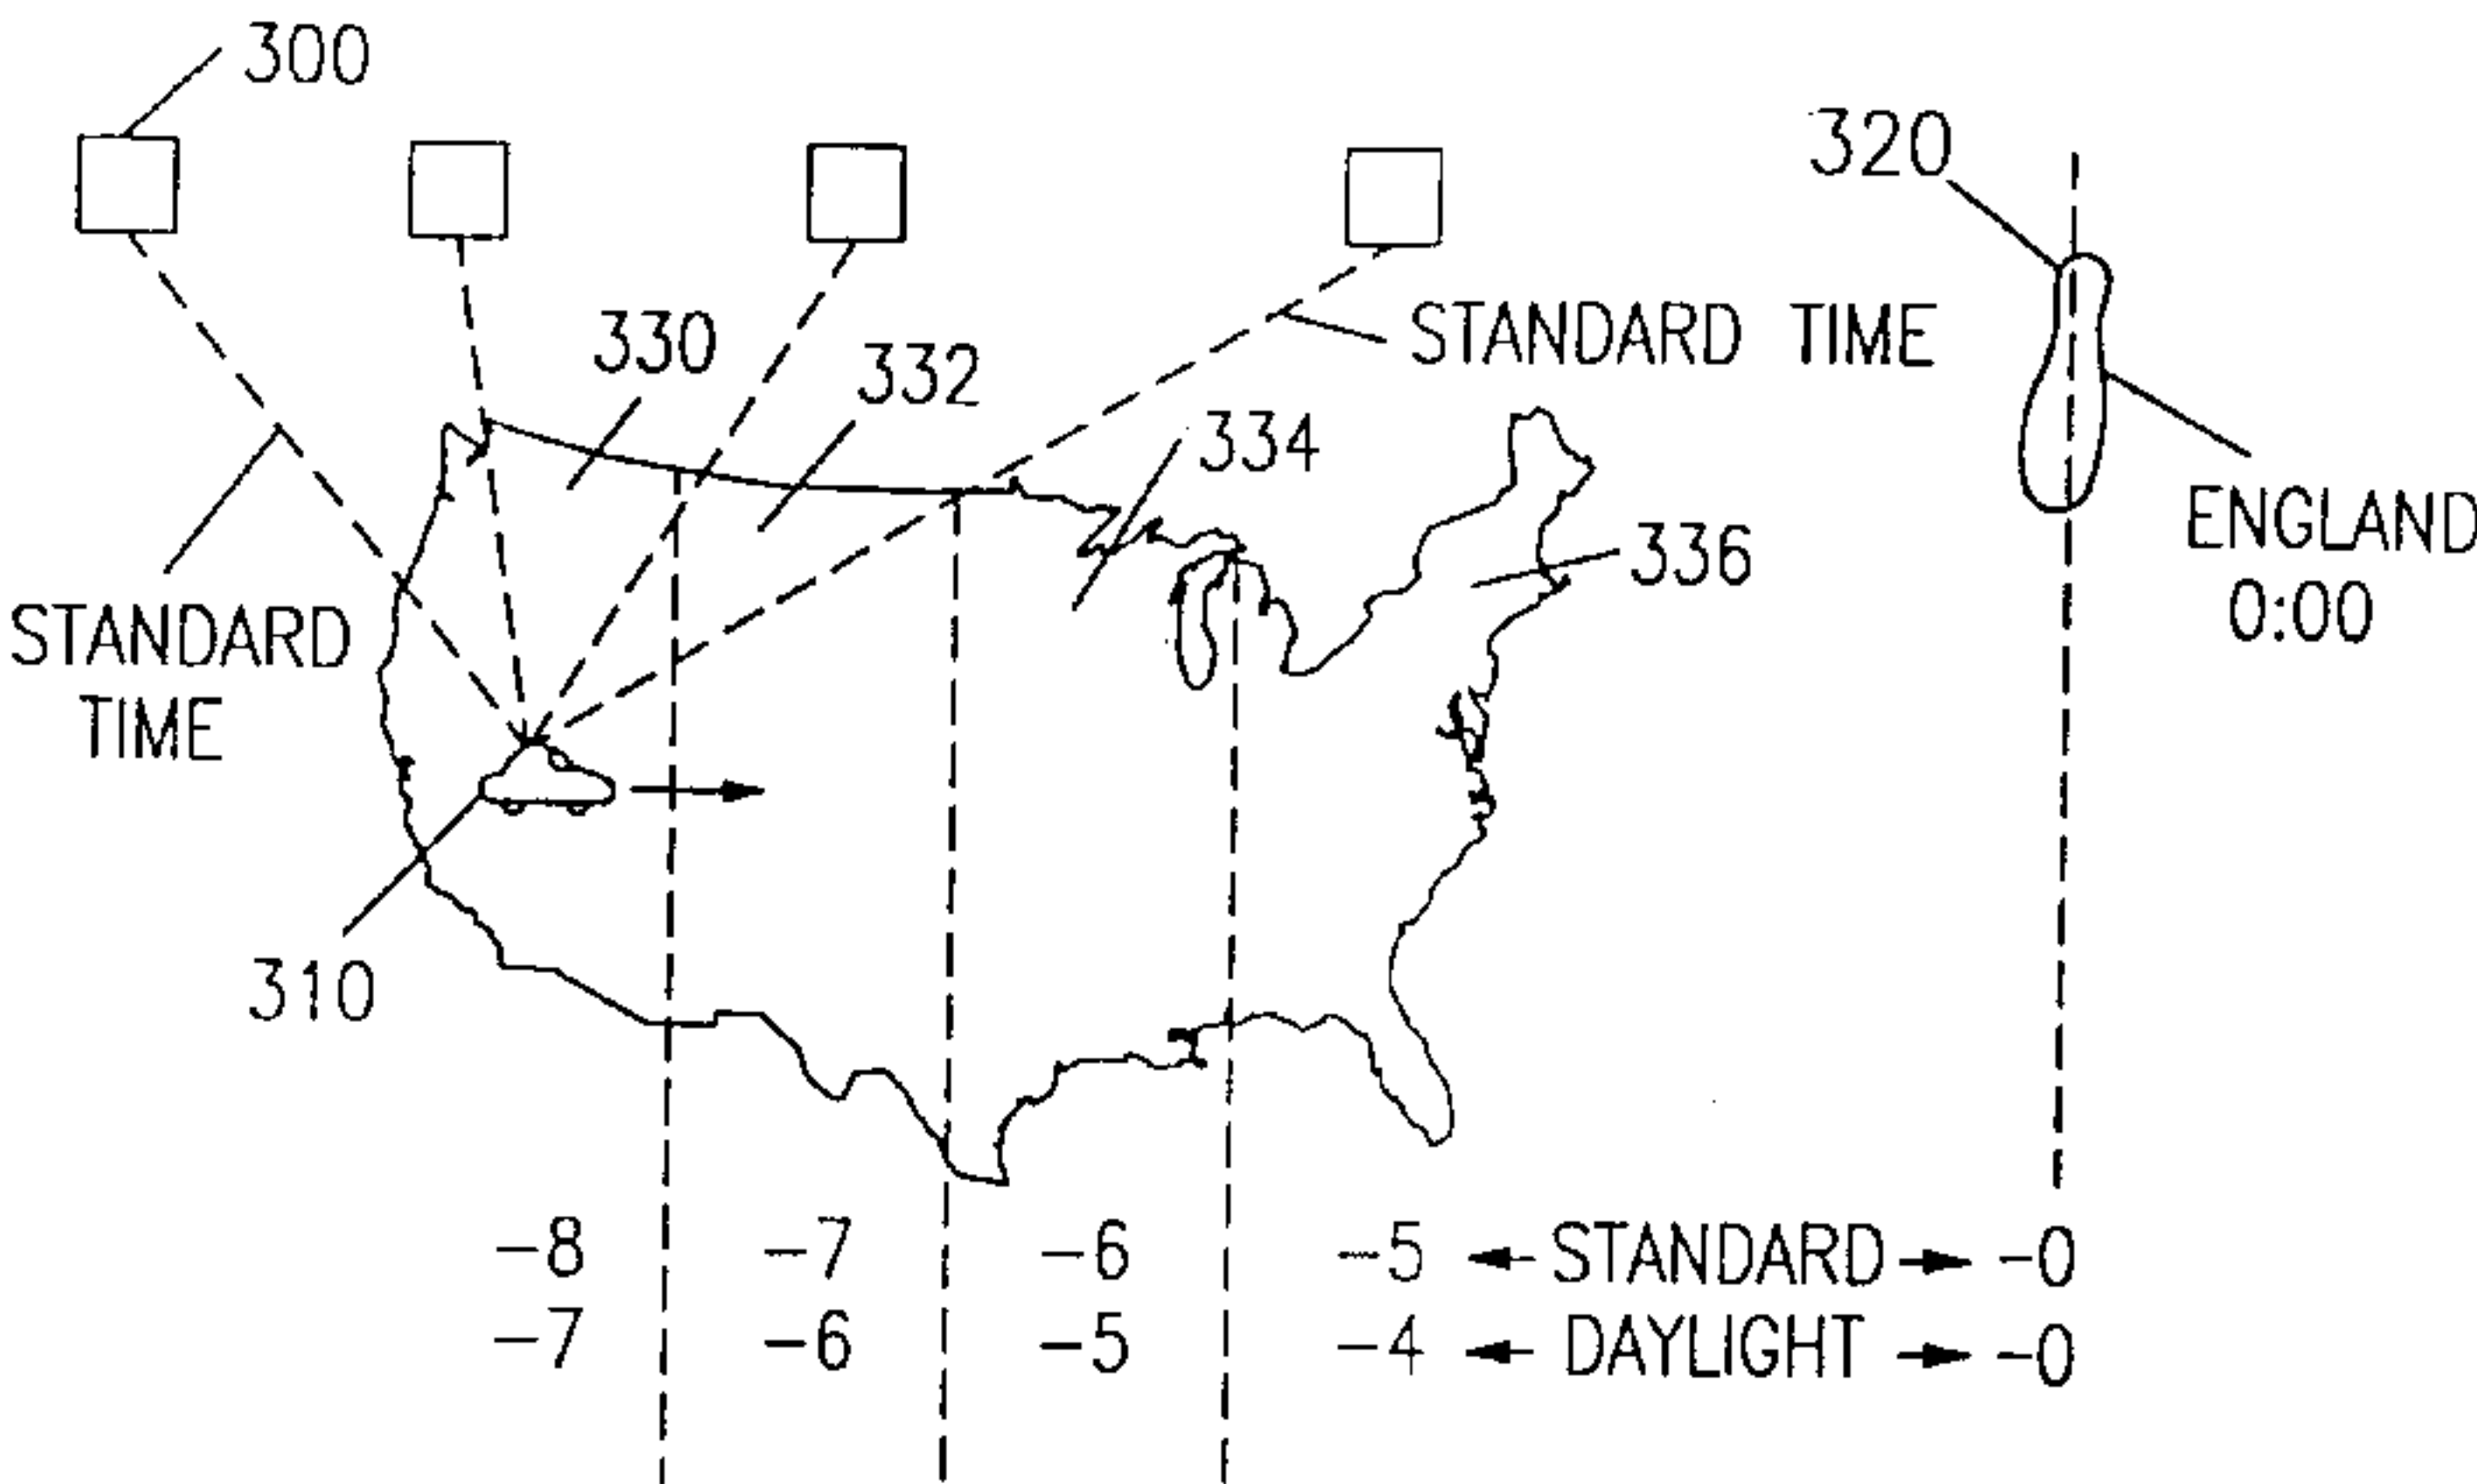 300
320
330
STANDARD TIME
332
334
336
ENGLAND
0:00
STANDARD
TIME
310
-8 -7 -6 -5 STANDARD -0
-7 -6 -5 -4 DAYLIGHT -0